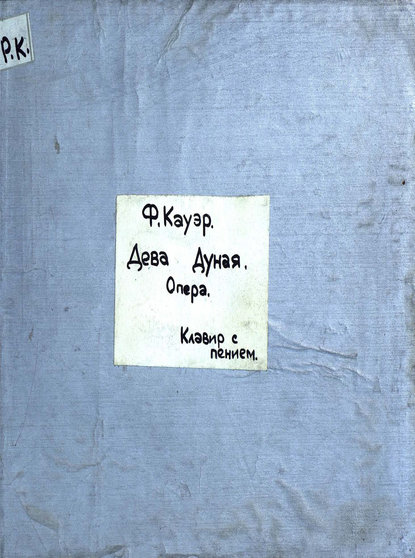 Р.К.
Ф. Кауэр.
Дева Дуная.
Опера.
Клавир с
пением.